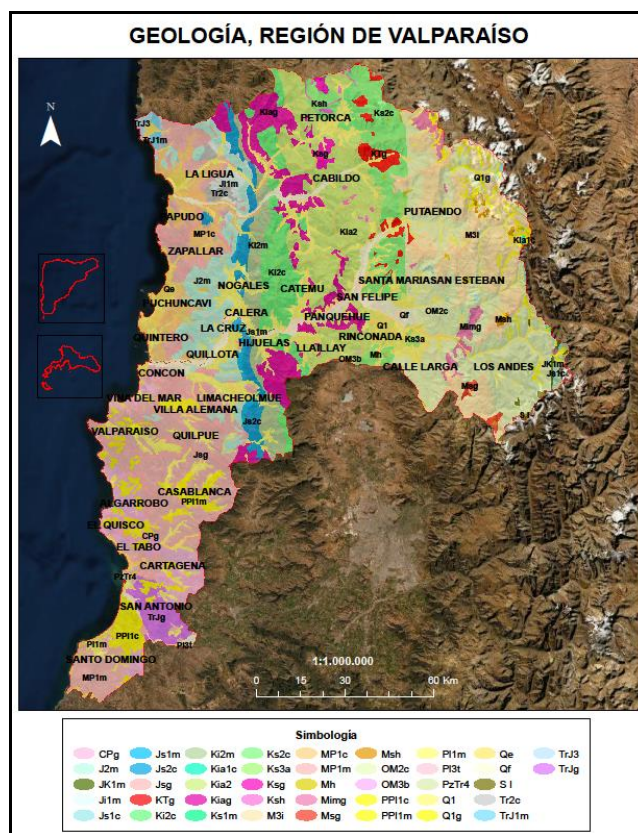 GEOLOGÍA, REGIÓN DE VALPARAÍSO
N
Ksh
Kiag
PETORCA
Ks2c
TrJ3
TrJ1m
Ksg
KTg
LA LIGUA
Ji1m
Tr2c
CABILDO
Q1g
PAPUDO
PUTAENDO
MP1c
Kia2
M3i
Kia1c
ZAPALLAR
Ki2m
J2m
Ki2c
NOGALES
CATEMU
SANTA MARIA
SAN ESTEBAN
Qe
PUCHUNCAVI
SAN FELIPE
CALERA
PANQUEHUE
Qf
OM2c
Msh
QUINTERO
LA CRUZ
Js1m
Q1
Mimg
HIJUELAS
RINCONADA
Ks3a
QUILLOTA
LLAILLAY
OM3b
Mh
CALLE LARGA
LOS ANDES
JK1m
Js1c
CONCON
Msg
VINA DEL MAR
LIMACHE
OLMUE
VILLA ALEMANA
S I
VALPARAISO
Js2c
QUILPUE
Jsg
CASABLANCA
PPl1m
ALGARROBO
EL QUISCO
CPg
EL TABO
CARTAGENA
PzTr4
SAN ANTONIO
TrJg
PPl1c
Pl1m
Pl3t
SANTO DOMINGO
MP1m
1:1.000.000
0 15 30 60 Km
Simbología
CPg Js1m Ki2m Ks2c MP1c Msh Pl1m Qe TrJ3
J2m Js2c Kia1c Ks3a MP1m OM2c Pl3t Qf TrJg
JK1m Jsg Kia2 Ksg Mh OM3b PzTr4 S I
Ji1m KTg Kiag Ksh Mimg PPl1c Q1 Tr2c
Js1c Ki2c Ks1m M3i Msg PPl1m Q1g TrJ1m